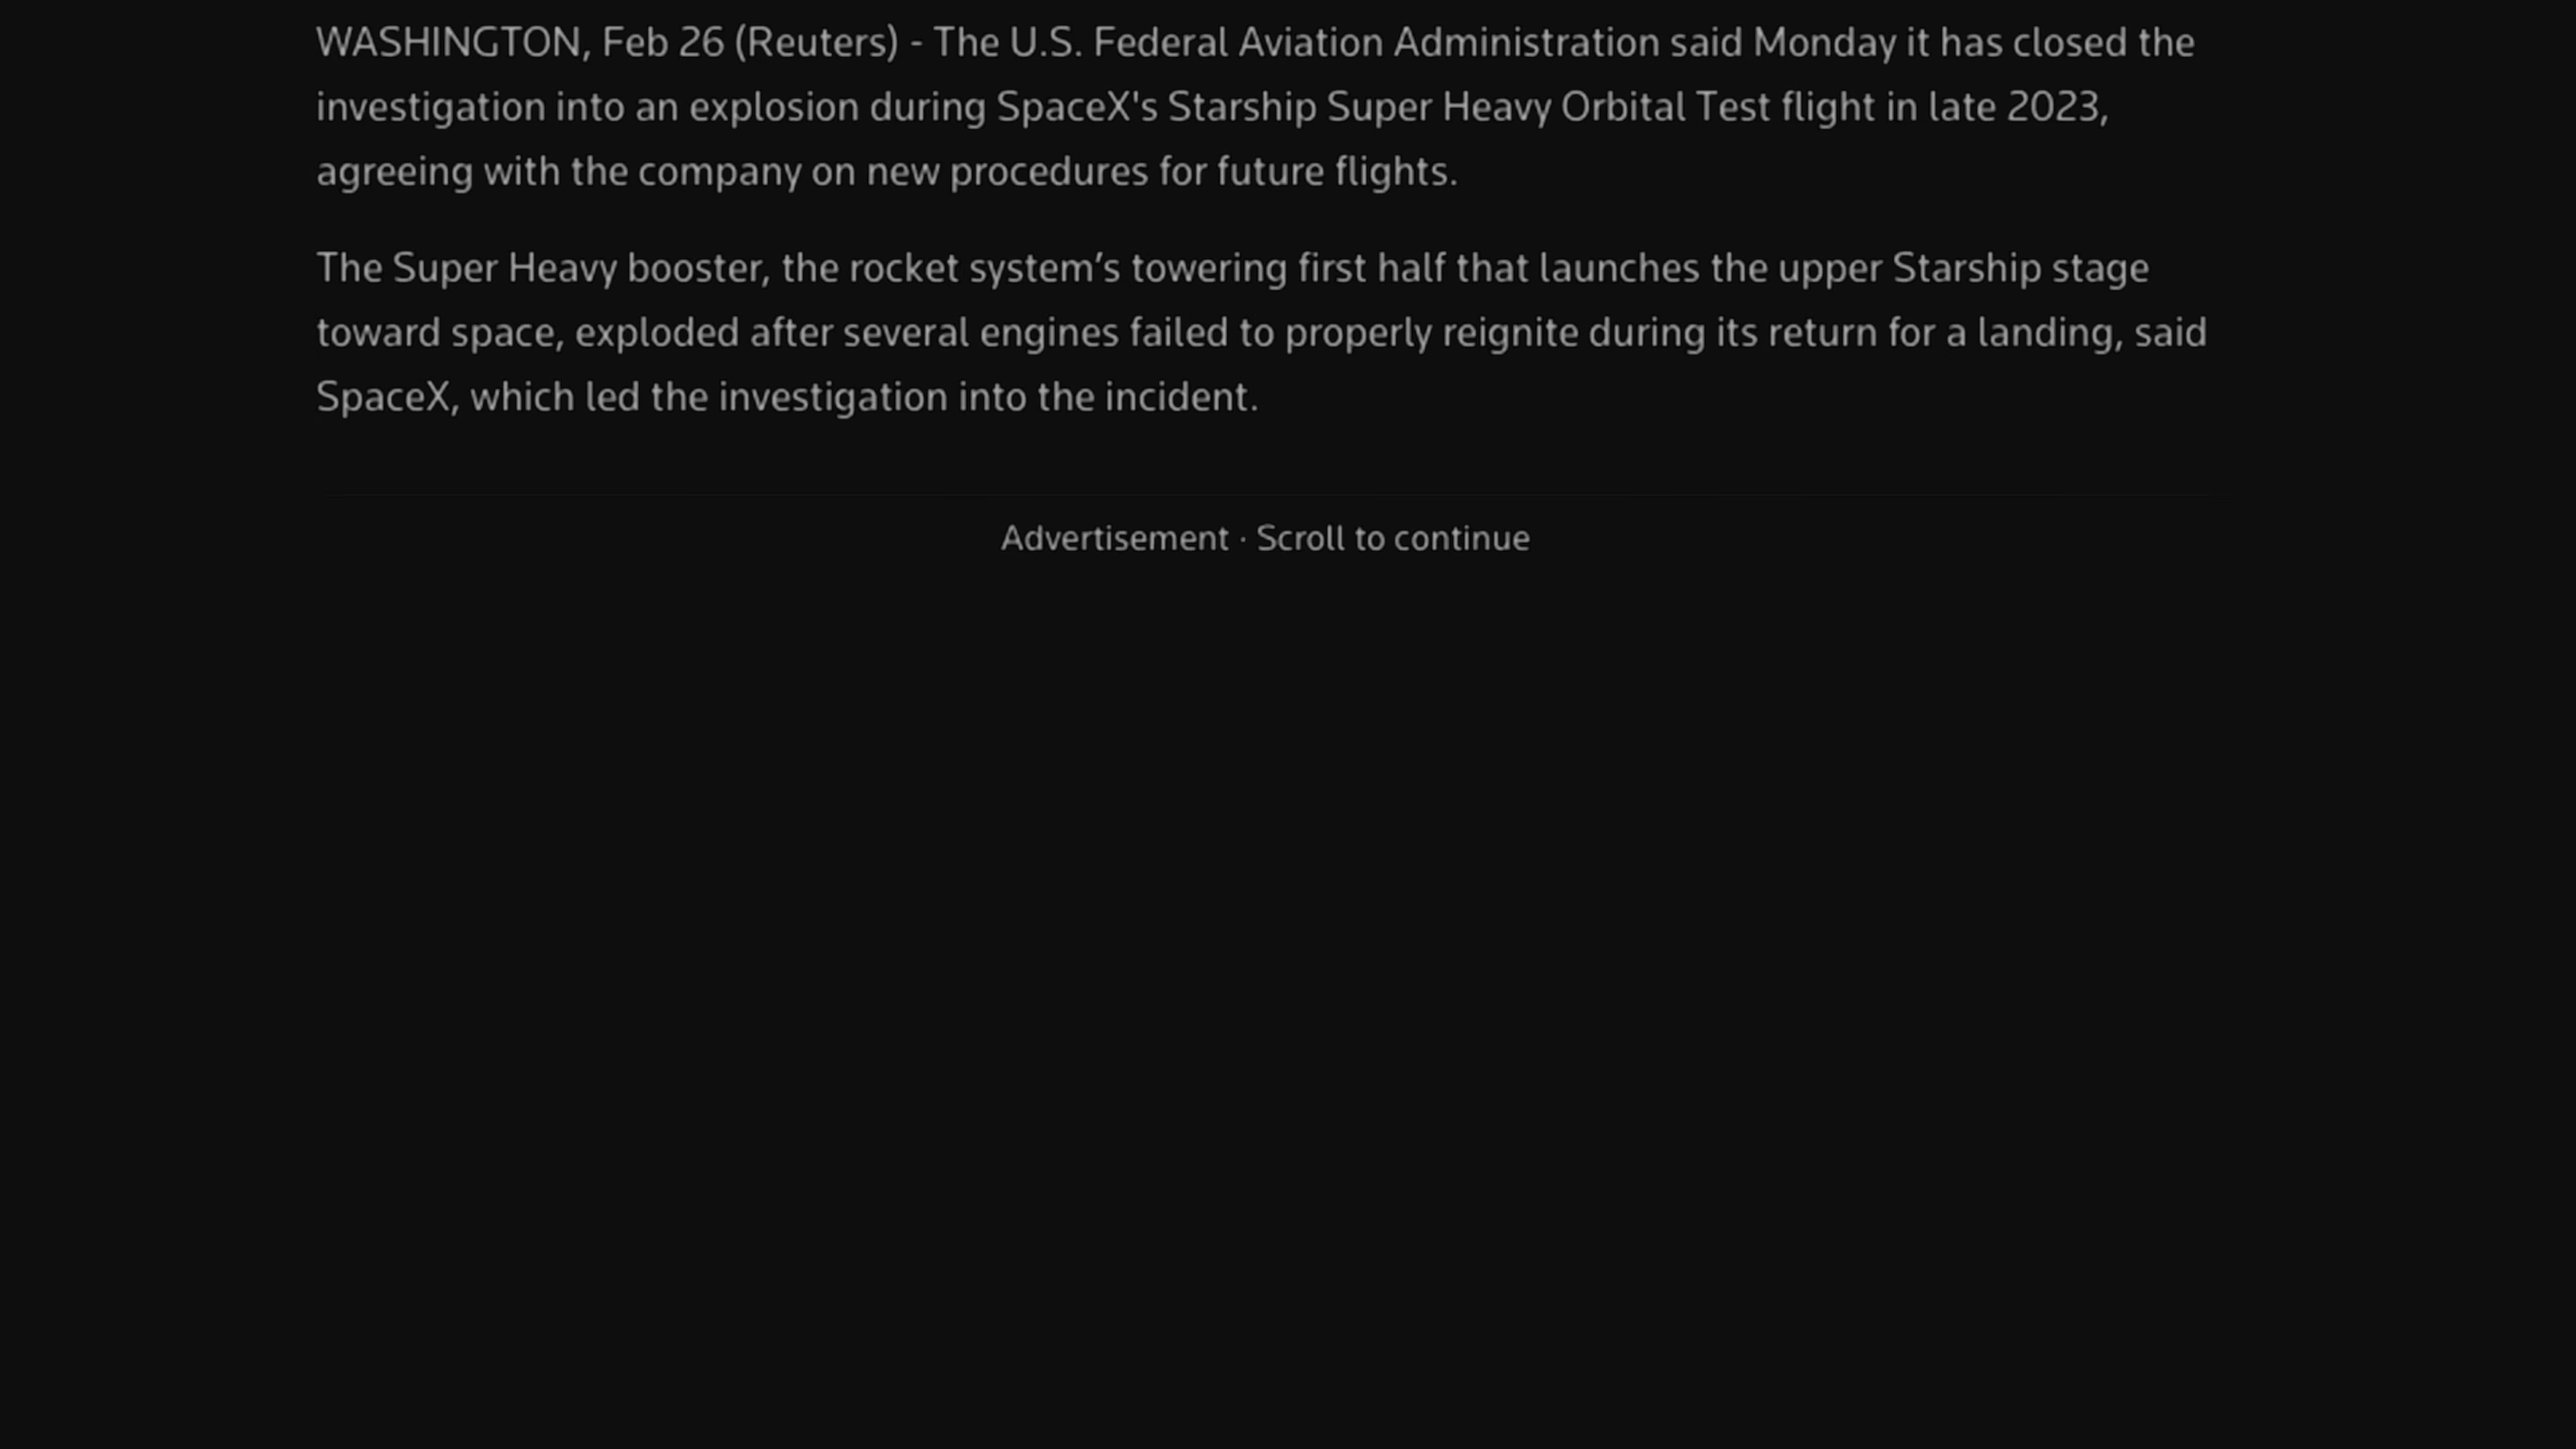 WASHINGTON, Feb 26 (Reuters) - The U.S. Federal Aviation Administration said Monday it has closed the
investigation into an explosion during SpaceX's Starship Super Heavy Orbital Test flight in late 2023,
agreeing with the company on new procedures for future flights.
The Super Heavy booster, the rocket system’s towering first half that launches the upper Starship stage
toward space, exploded after several engines failed to properly reignite during its return for a landing, said
SpaceX, which led the investigation into the incident.
Advertisement · Scroll to continue